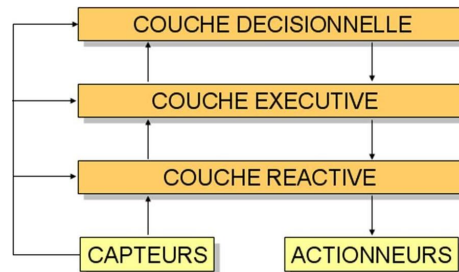 COUCHE DECISIONNELLE
COUCHE EXECUTIVE
COUCHE REACTIVE
CAPTEURS
ACTIONNEURS